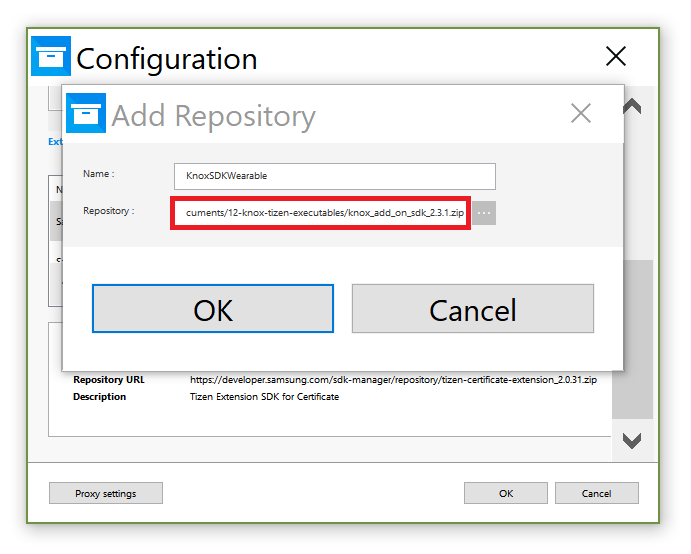 Configuration
Add Repository
Ext
Name :
KnoxSDKWearable
N
Repository :
cuments/12-knox-tizen-executables/knox_add_on_sdk_2.3.1.zip
...
OK
Cancel
Repository URL
https://developer.samsung.com/sdk-manager/repository/tizen-certificate-extension_2.0.31.zip
Description
Tizen Extension SDK for Certificate
Proxy settings
OK
Cancel